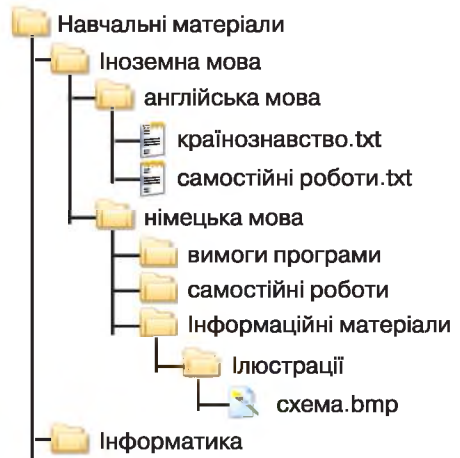 Навчальні матеріали
Іноземна мова
англійська мова
країнознавство.txt
самостійні роботи.txt
німецька мова
вимоги програми
самостійні роботи
Інформаційні матеріали
Ілюстрації
схема.bmp
Інформатика